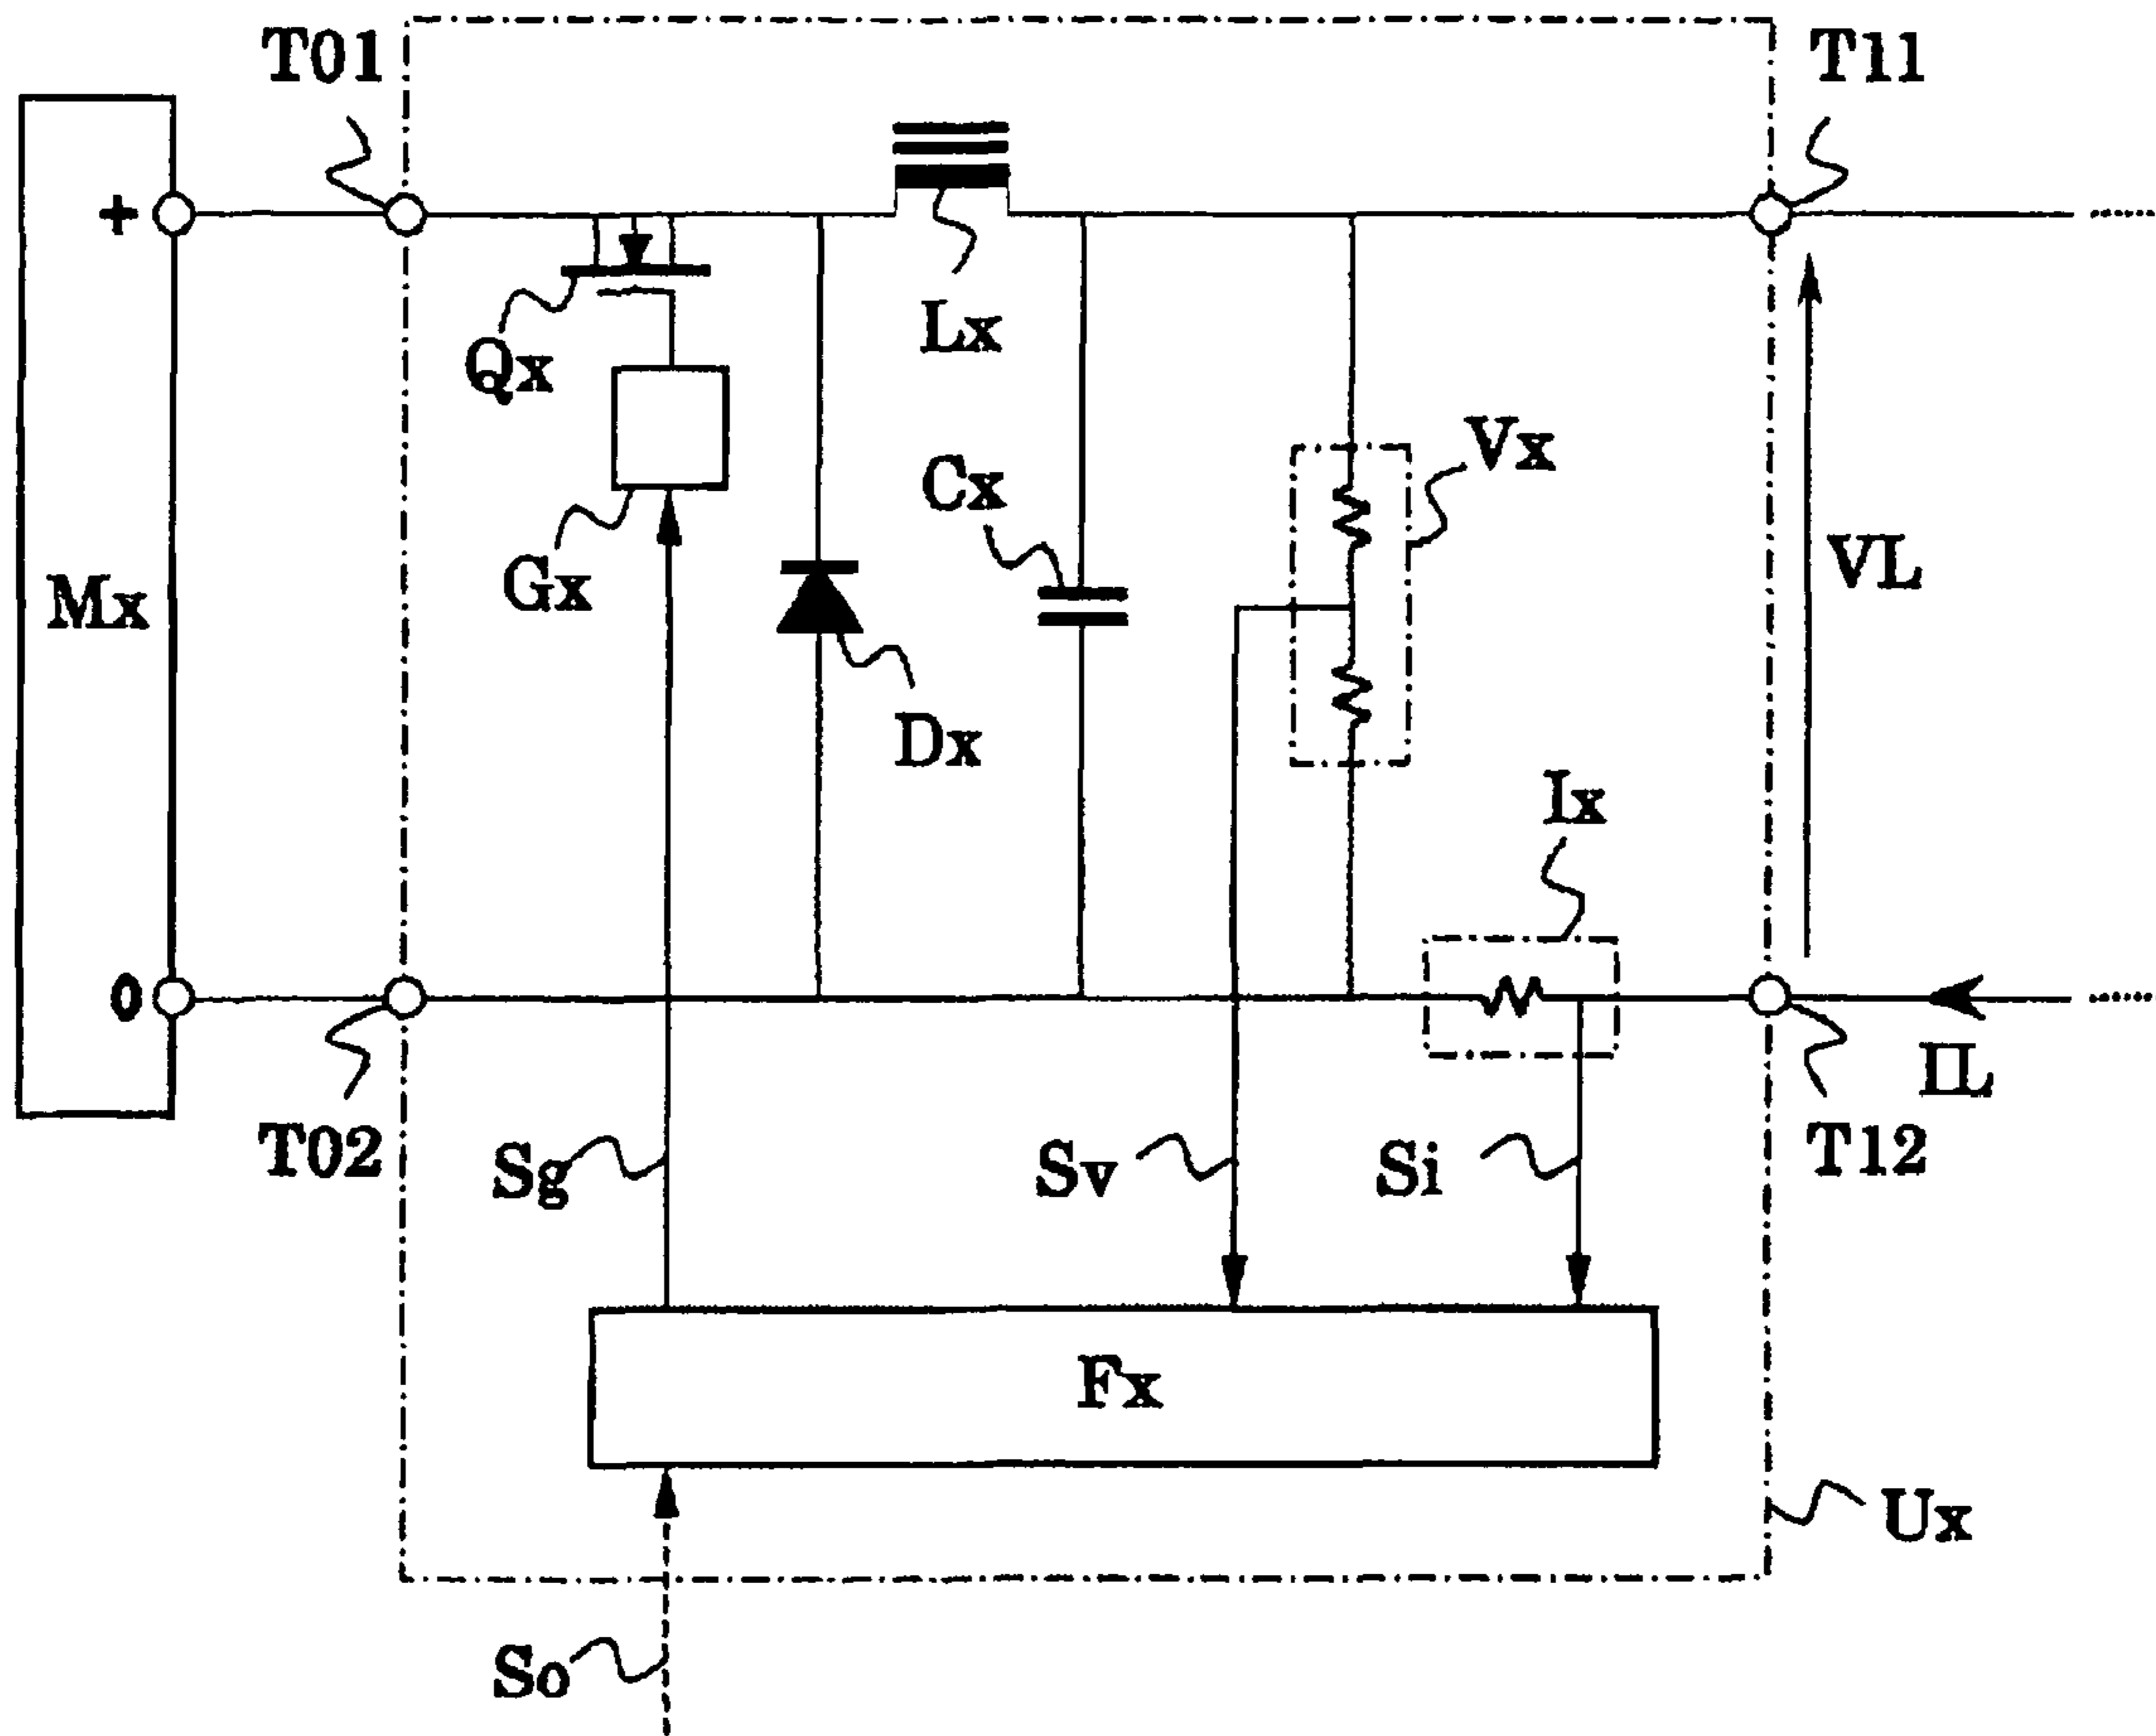 T01
T11
+
Lx
Qx
Vx
Cx
VL
Gx
Mx
Dx
Ix
0
IL
T02
Sg
Sv
Si
T12
Fx
Ux
So